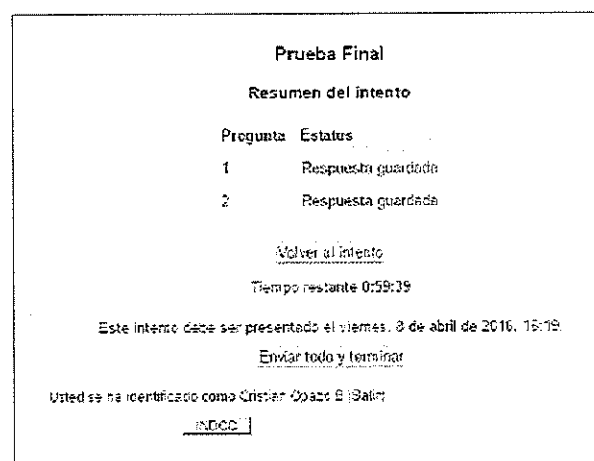 Prueba Final
Resumen del intento
Pregunta Estatus
1 Respuesta guardada
2 Respuesta guardada
Volver al intento
Tiempo restante 0:59:39
Este intento debe ser presentado el viernes, 8 de abril de 2016,
Enviar todo y terminar
Usted se ha identificado como Cristian Opazo B (Salir)